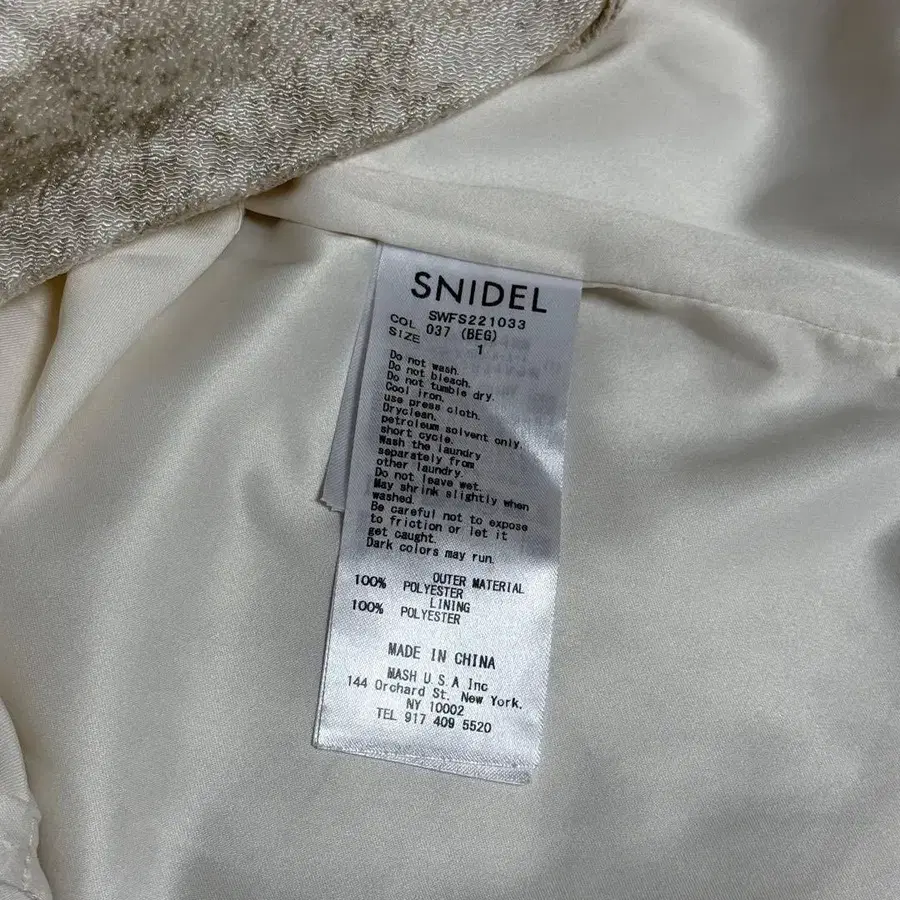 SNIDEL
SWFS221033
COL 037 (BEG)
SIZE 1
Do not wash.
Do not bleach.
Do not tumble dry.
Cool iron.
use press cloth.
Dryclean.
petroleum solvent only.
short cycle.
Wash the laundry
separately from
other laundry.
Do not leave wet.
May shrink slightly when
washed.
Be careful not to expose
to friction or let it
get caught.
Dark colors may run.
OUTER MATERIAL
100% POLYESTER
LINING
100% POLYESTER
MADE IN CHINA
MASH U.S.A Inc
144 Orchard St. New York.
NY 10002
TEL 917 409 5520